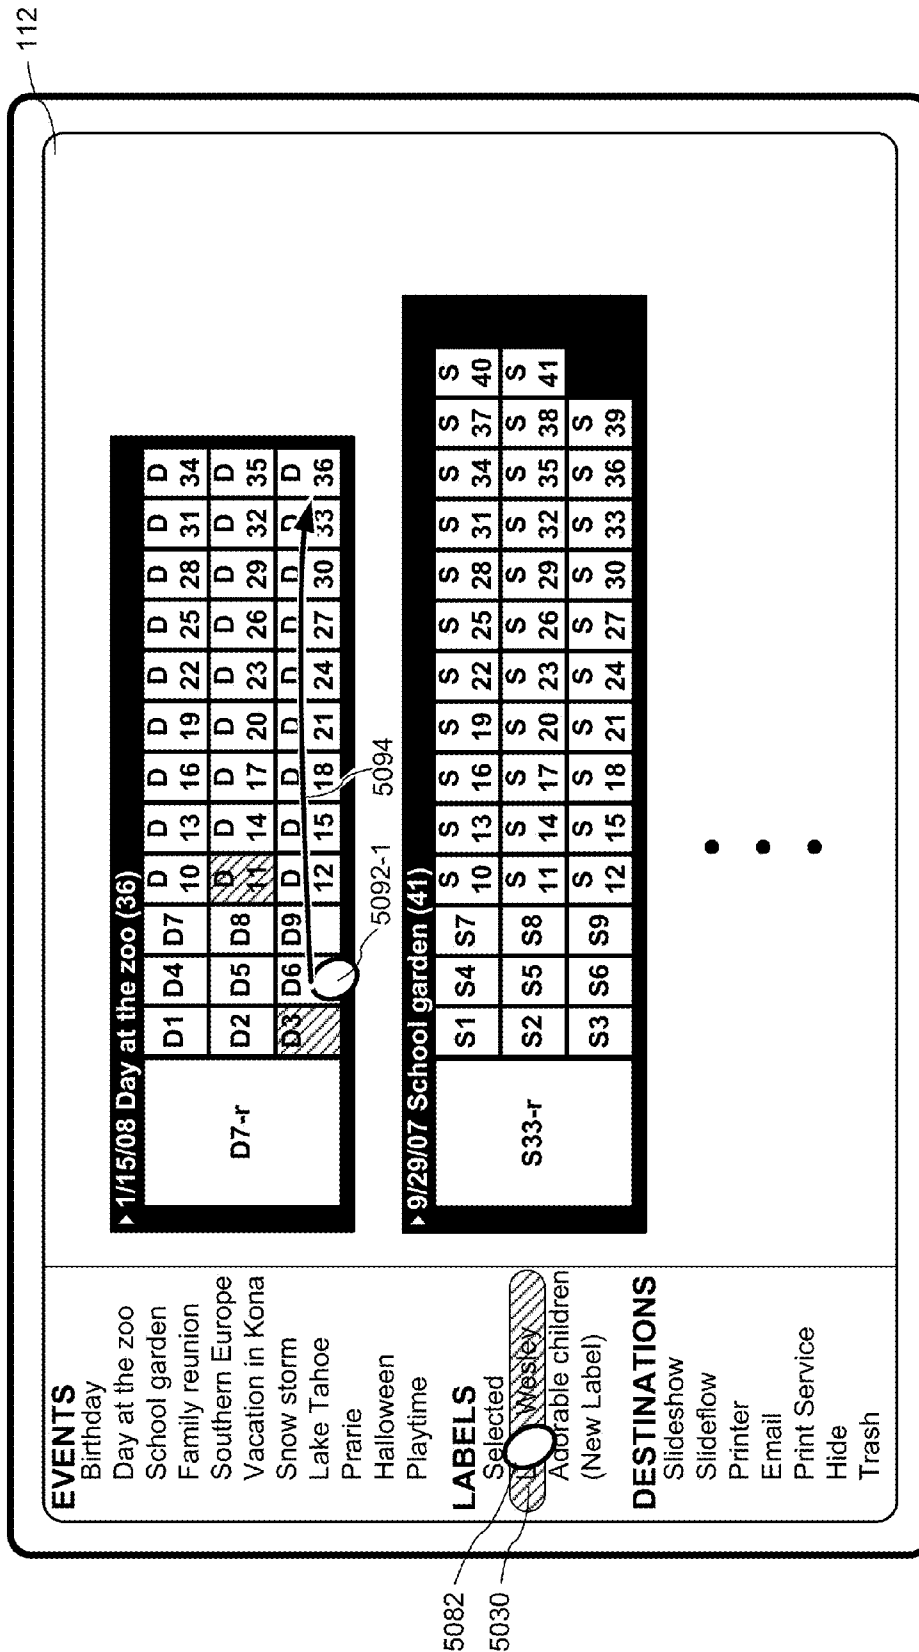 112
EVENTS
Birthday
Day at the zoo
School garden
Family reunion
Southern Europe
Vacation in Kona
Snow storm
Lake Tahoe
Prarie
Halloween
Playtime
LABELS
Selected
Wesley
Adorable children
(New Label)
DESTINATIONS
Slideshow
Slideflow
Printer
Email
Print Service
Hide
Trash
5082
5030
1/15/08 Day at the zoo (36)
D7-r
D1 D4 D7 D 10 D 13 D 16 D 19 D 22 D 25 D 28 D 31 D 34
D2 D5 D8 D 11 D 14 D 17 D 20 D 23 D 26 D 29 D 32 D 35
D3 D6 D9 D 12 D 15 D 18 D 21 D 24 D 27 D 30 D 33 D 36
5092-1
5094
9/29/07 School garden (41)
S33-r
S1 S4 S7 S 10 S 13 S 16 S 19 S 22 S 25 S 28 S 31 S 34 S 37 S 40
S2 S5 S8 S 11 S 14 S 17 S 20 S 23 S 26 S 29 S 32 S 35 S 38 S 41
S3 S6 S9 S 12 S 15 S 18 S 21 S 24 S 27 S 30 S 33 S 36 S 39